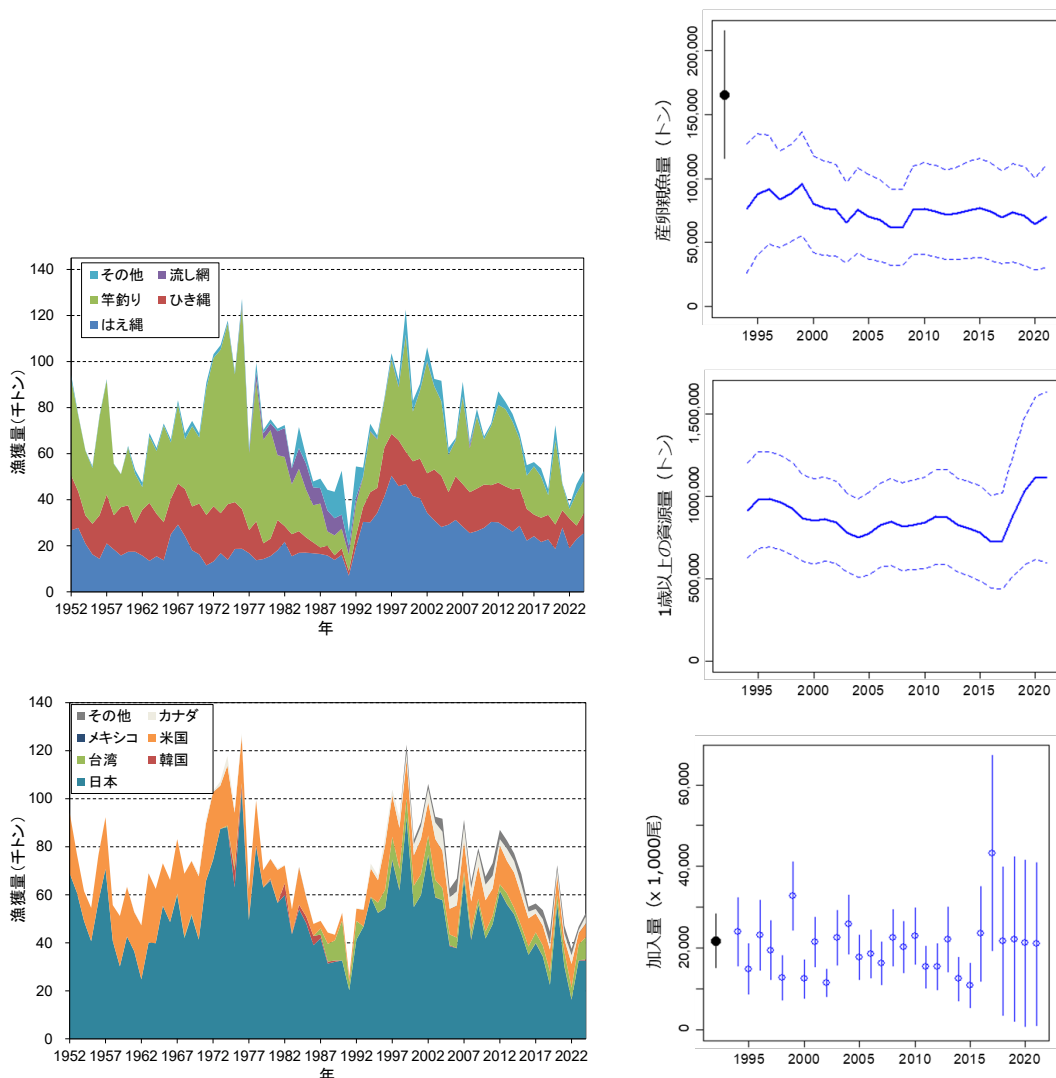 140
120
100
80
60
40
20
0
漁獲量(千トン)
その他 流し網
竿釣り ひき縄
はえ縄
1952 1957 1962 1967 1972 1977 1982 1987 1992 1997 2002 2007 2012 2017 2022
年
140
120
100
80
60
40
20
0
漁獲量(千トン)
その他 カナダ
メキシコ 米国
台湾 韓国
日本
1952 1957 1962 1967 1972 1977 1982 1987 1992 1997 2002 2007 2012 2017 2022
年
200,000
150,000
100,000
50,000
0
産卵親魚量(トン)
1995 2000 2005 2010 2015 2020
1,500,000
1,000,000
500,000
0
1歳以上の資源量(トン)
1995 2000 2005 2010 2015 2020
60,000
40,000
20,000
0
加入量(x 1,000尾)
1995 2000 2005 2010 2015 2020